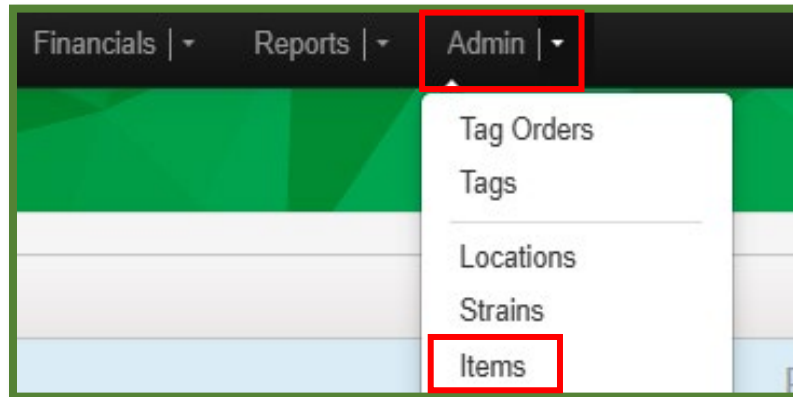 Financials | Reports | Admin |
Tag Orders
Tags
Locations
Strains
Items